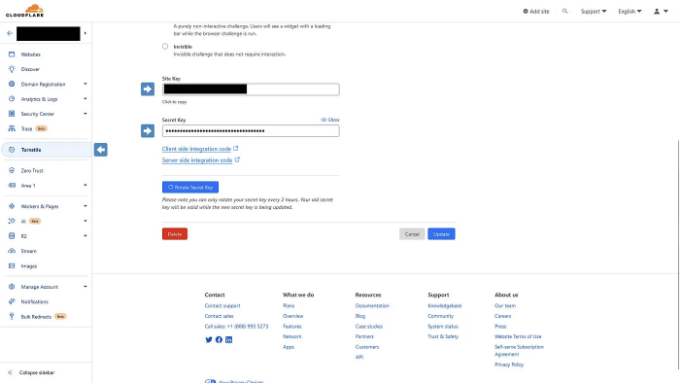 CLOUDFLARE
Add site
Support
English
Websites
Discover
Domain Registration
Analytics & Logs
Security Center
Trace Beta
Turnstile
Zero Trust
Area 1
Workers & Pages
AI Beta
R2
Stream
Images
Manage Account
Notifications
Bulk Redirects Beta
Collapse sidebar
A purely non-interactive challenge. Users will see a widget with a loading
bar while the browser challenge is run.
Invisible
Invisible challenge that does not require interaction.
Site Key
Click to copy
Secret Key
Show
••••••••••••••••••••••••••••••••••
Client side integration code
Server side integration code
Rotate Secret Key
Please note you can only rotate your secret key every 2 hours. Your old secret
key will be valid while the new secret key is being updated.
Delete
Cancel
Update
Contact
Contact support
Contact sales
Call sales: +1 (888) 993 5273
What we do
Plans
Overview
Features
Network
Apps
Resources
Documentation
Blog
Case studies
Partners
Customers
API
Support
Knowledgebase
Community
System status
Trust & Safety
About us
Our team
Careers
Press
Website Terms of Use
Self-serve Subscription
Agreement
Privacy Policy
Your Privacy Choices